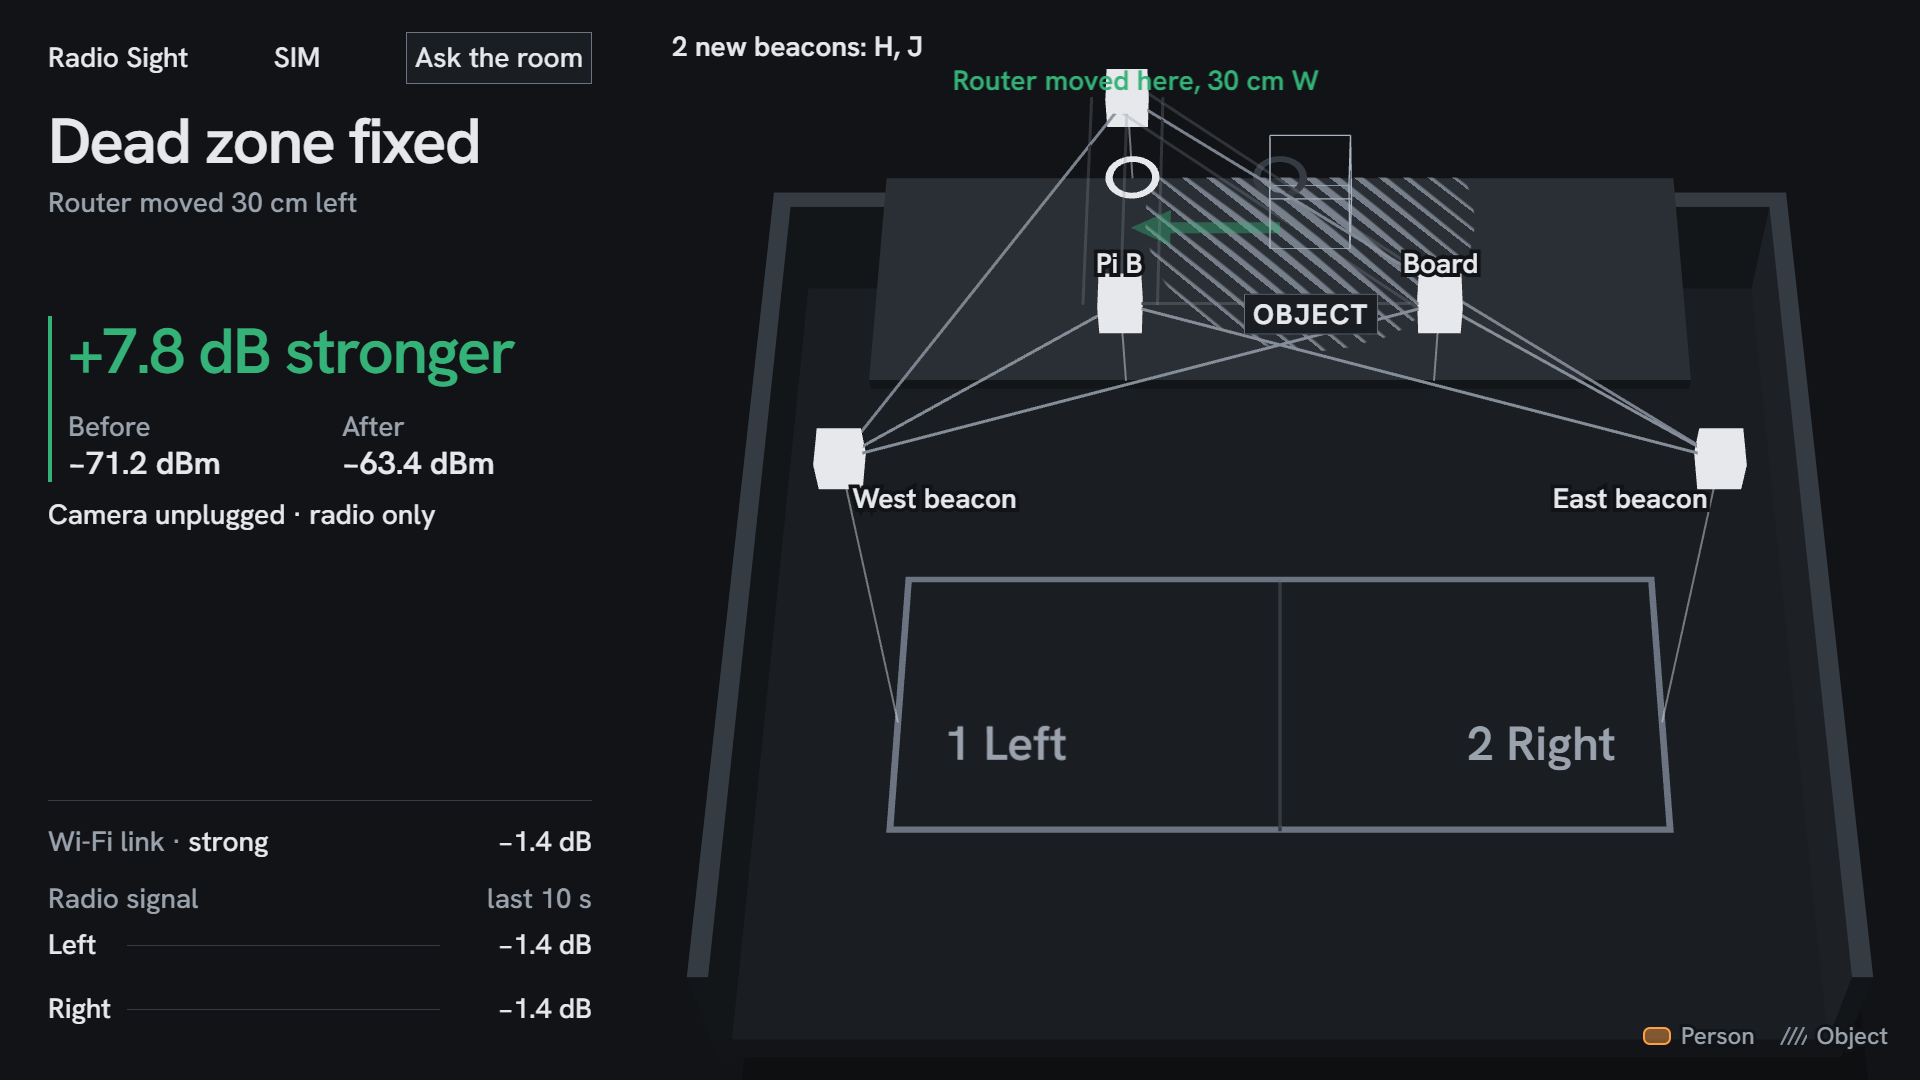 Radio Sight
SIM
Ask the room
Dead zone fixed
Router moved 30 cm left
+7.8 dB stronger
Before
After
−71.2 dBm
−63.4 dBm
Camera unplugged · radio only
Wi-Fi link · strong
−1.4 dB
Radio signal
last 10 s
Left
−1.4 dB
Right
−1.4 dB
2 new beacons: H, J
Router moved here, 30 cm W
Pi B
Board
OBJECT
West beacon
East beacon
1 Left
2 Right
Person
Object